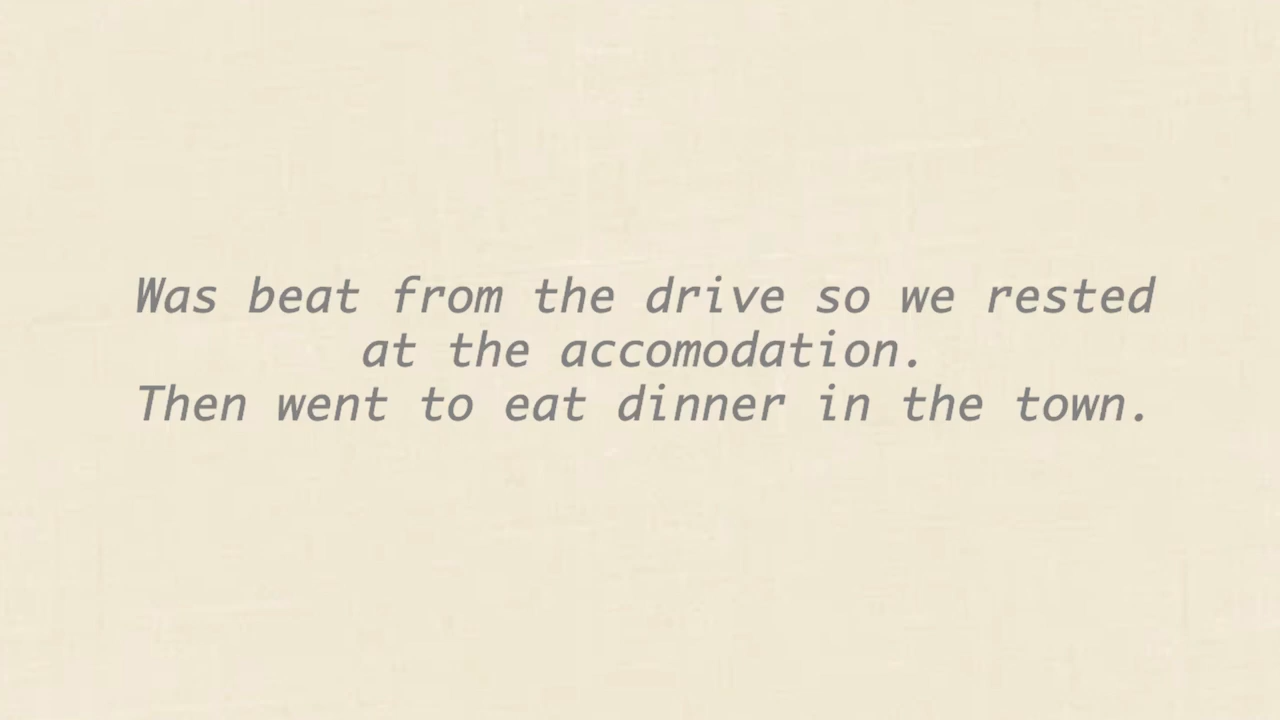 Was beat from the drive so we rested
at the accomodation.
Then went to eat dinner in the town.